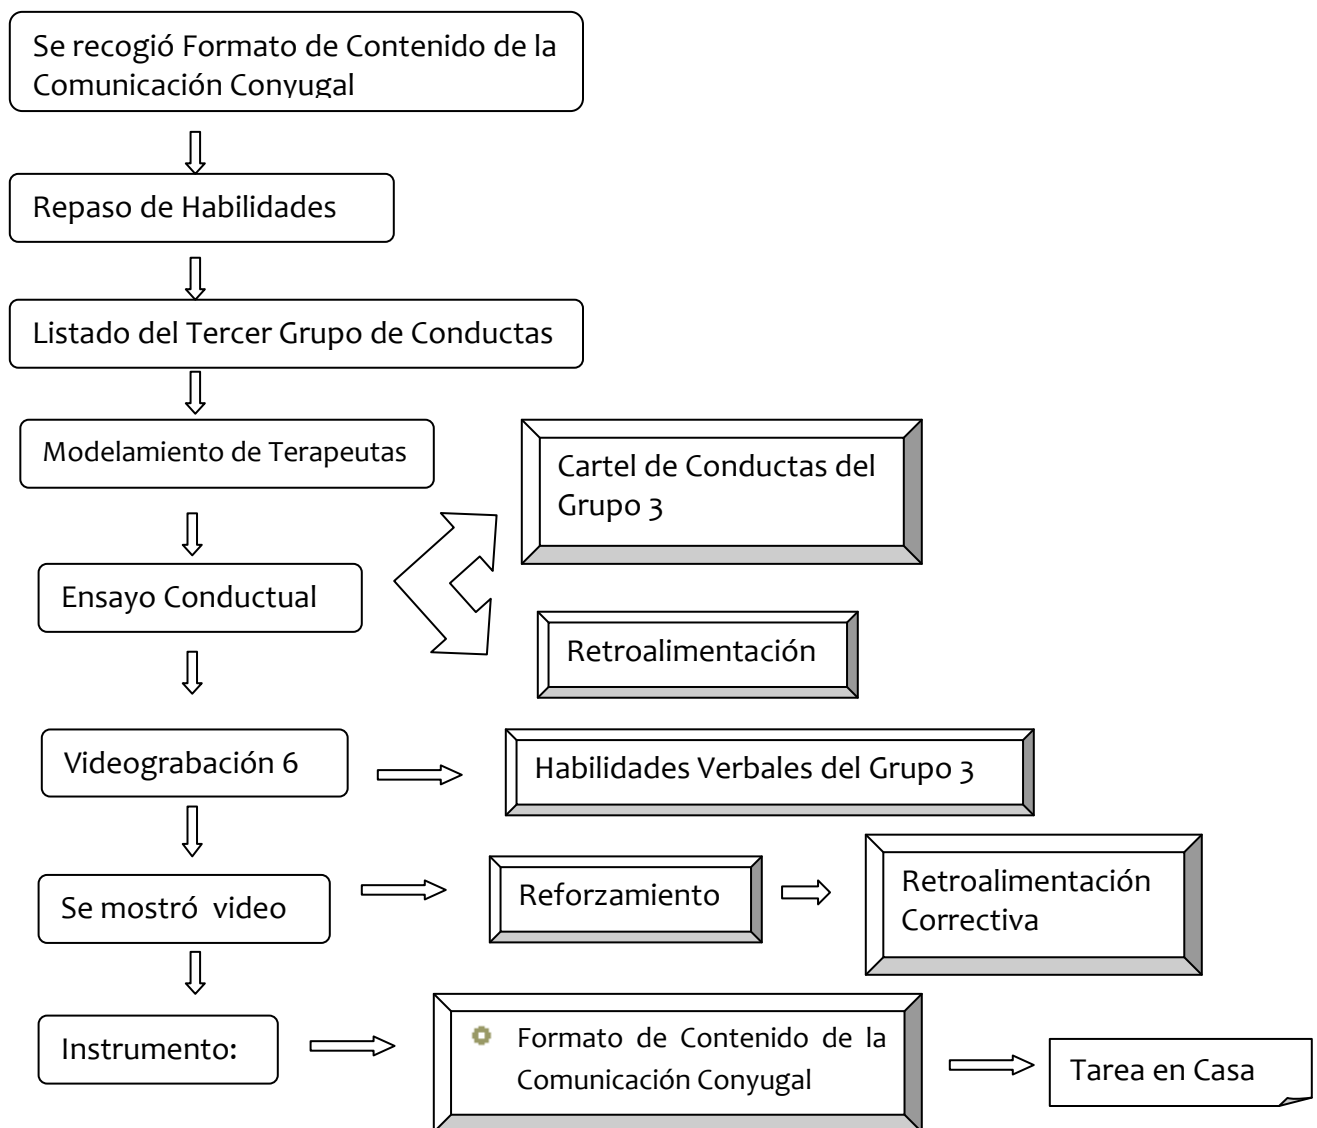 Se recogió Formato de Contenido de la
Comunicación Conyugal
Repaso de Habilidades
Listado del Tercer Grupo de Conductas
Modelamiento de Terapeutas
Cartel de Conductas del
Grupo 3
Ensayo Conductual
Retroalimentación
Videograbación 6
Habilidades Verbales del Grupo 3
Se mostró video
Reforzamiento
Retroalimentación
Correctiva
Instrumento:
Formato de Contenido de la
Comunicación Conyugal
Tarea en Casa